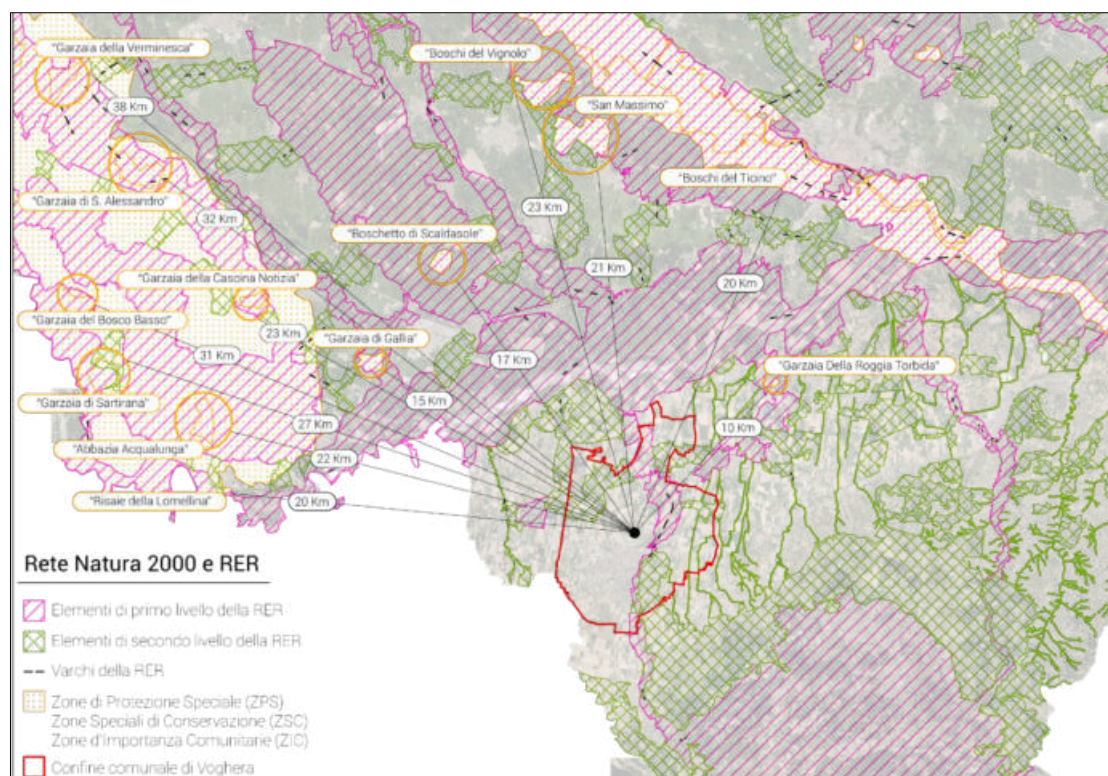 "Garzaia della Verminesca"
"Boschi del Vignolo"
38 Km
"San Massimo"
"Boschi del Ticino"
"Garzaia di S. Alessandro"
23 Km
32 Km
"Boschetto di Scaldasole"
21 Km
"Garzaia della Cascina Notizia"
20 Km
"Garzaia del Bosco Basso"
23 Km
"Garzaia di Gallia"
31 Km
17 Km
"Garzaia Della Roggia Torbida"
"Garzaia di Sartirana"
15 Km
27 Km
10 Km
"Abbazia Acqualunga"
22 Km
"Risaie della Lomellina"
20 Km
Rete Natura 2000 e RER
Elementi di primo livello della RER
Elementi di secondo livello della RER
Varchi della RER
Zone di Protezione Speciale (ZPS)
Zone Speciali di Conservazione (ZSC)
Zone d'Importanza Comunitarie (ZIC)
Confine comunale di Voghera